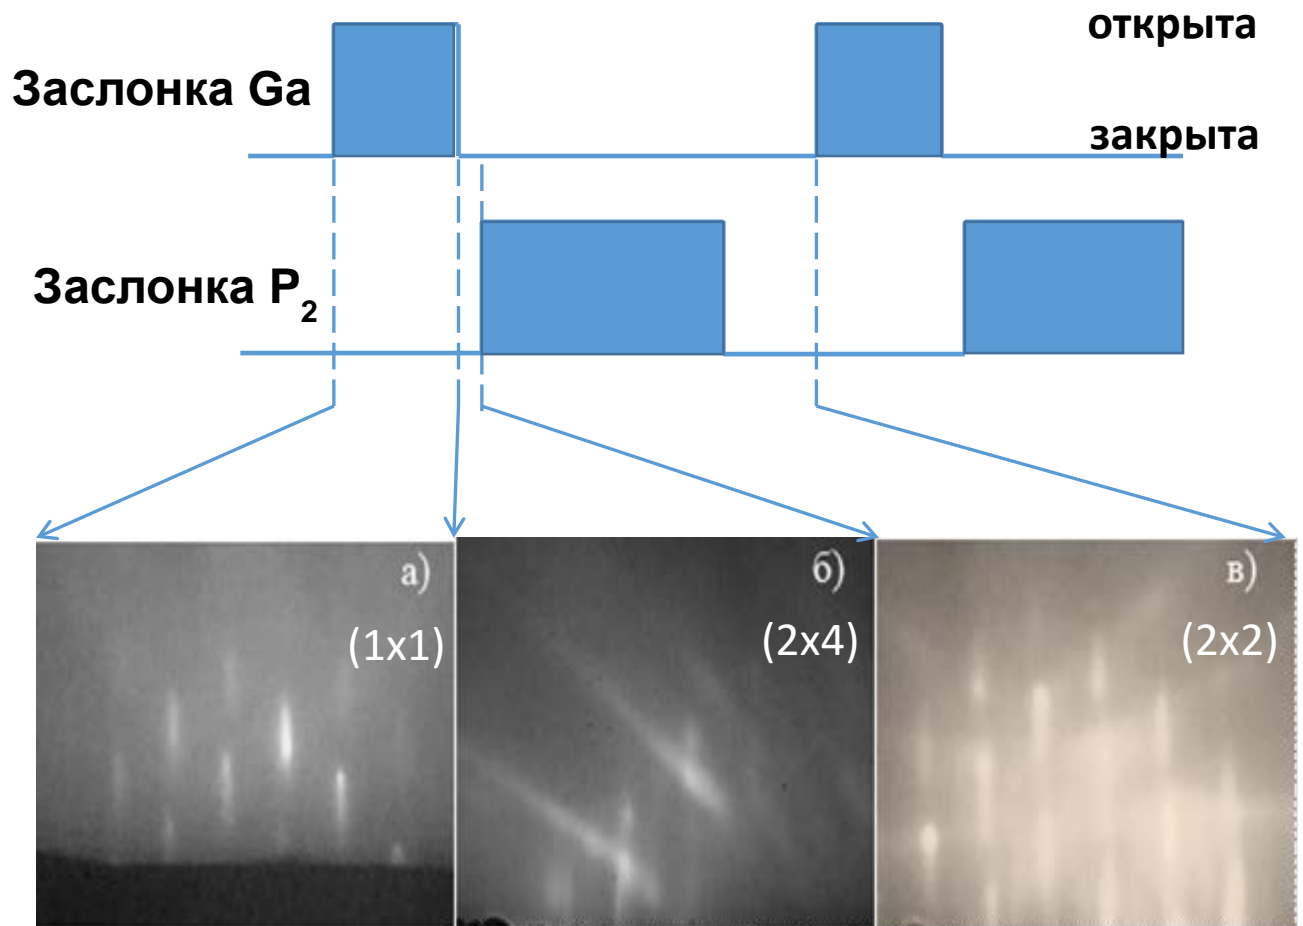 открыта
Заслонка Ga
закрыта
Заслонка P2
а)
(1x1)
б)
(2x4)
в)
(2x2)